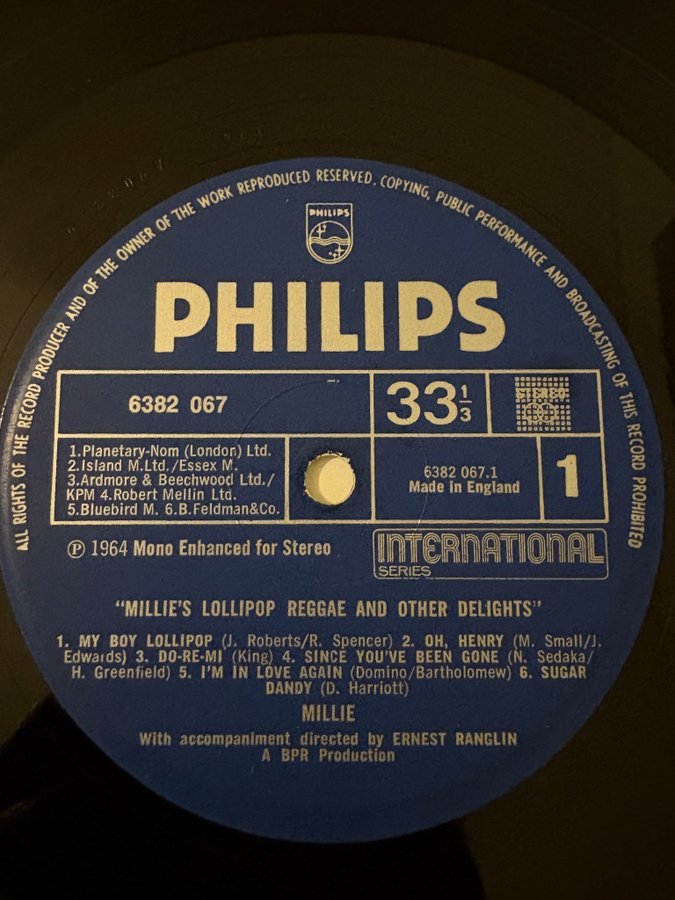 ALL RIGHTS OF THE RECORD PRODUCER AND OF THE OWNER OF THE WORK REPRODUCED RESERVED. COPYING, PUBLIC PERFORMANCE AND BROADCASTING OF THIS RECORD PROHIBITED
PHILIPS
PHILIPS
6382 067
33 1/3
STEREO
1.Planetary-Nom (London) Ltd.
2.Island M.Ltd./Essex M.
3.Ardmore & Beechwood Ltd./
KPM 4.Robert Mellin Ltd.
5.Bluebird M. 6.B.Feldman&Co.
6382 067.1
Made in England
1
Ⓟ 1964 Mono Enhanced for Stereo
INTERNATIONAL
SERIES
"MILLIE'S LOLLIPOP REGGAE AND OTHER DELIGHTS"
1. MY BOY LOLLIPOP (J. Roberts/R. Spencer) 2. OH, HENRY (M. Small/J.
Edwards) 3. DO-RE-MI (King) 4. SINCE YOU'VE BEEN GONE (N. Sedaka/
H. Greenfield) 5. I'M IN LOVE AGAIN (Domino/Bartholomew) 6. SUGAR
DANDY (D. Harriott)
MILLIE
With accompaniment directed by ERNEST RANGLIN
A BPR Production